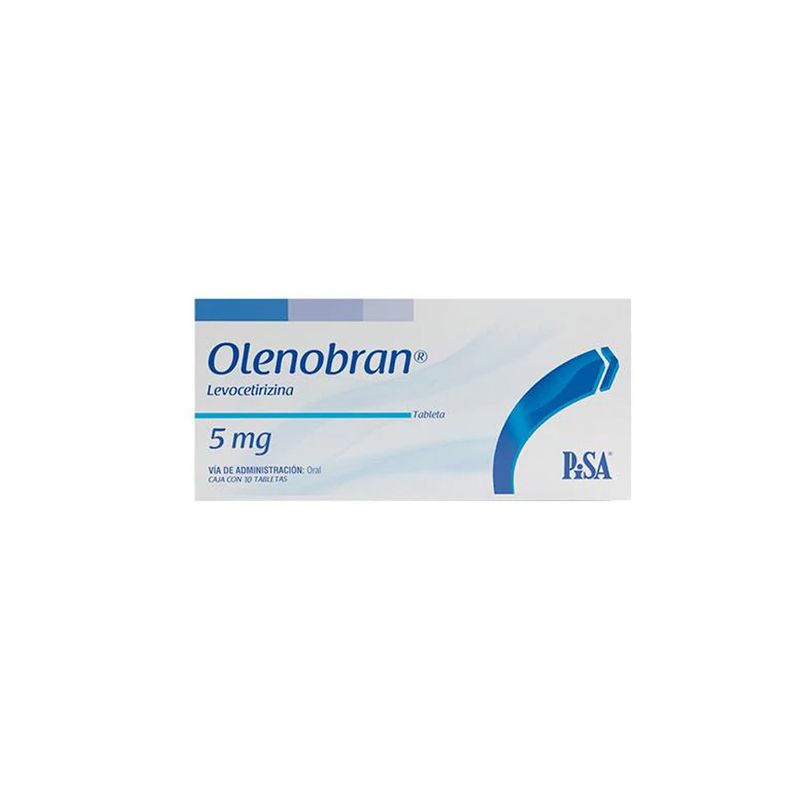 Olenobran®
Levocetirizina
Tableta
5 mg
VÍA DE ADMINISTRACIÓN: Oral
CAJA CON 10 TABLETAS
PiSA®